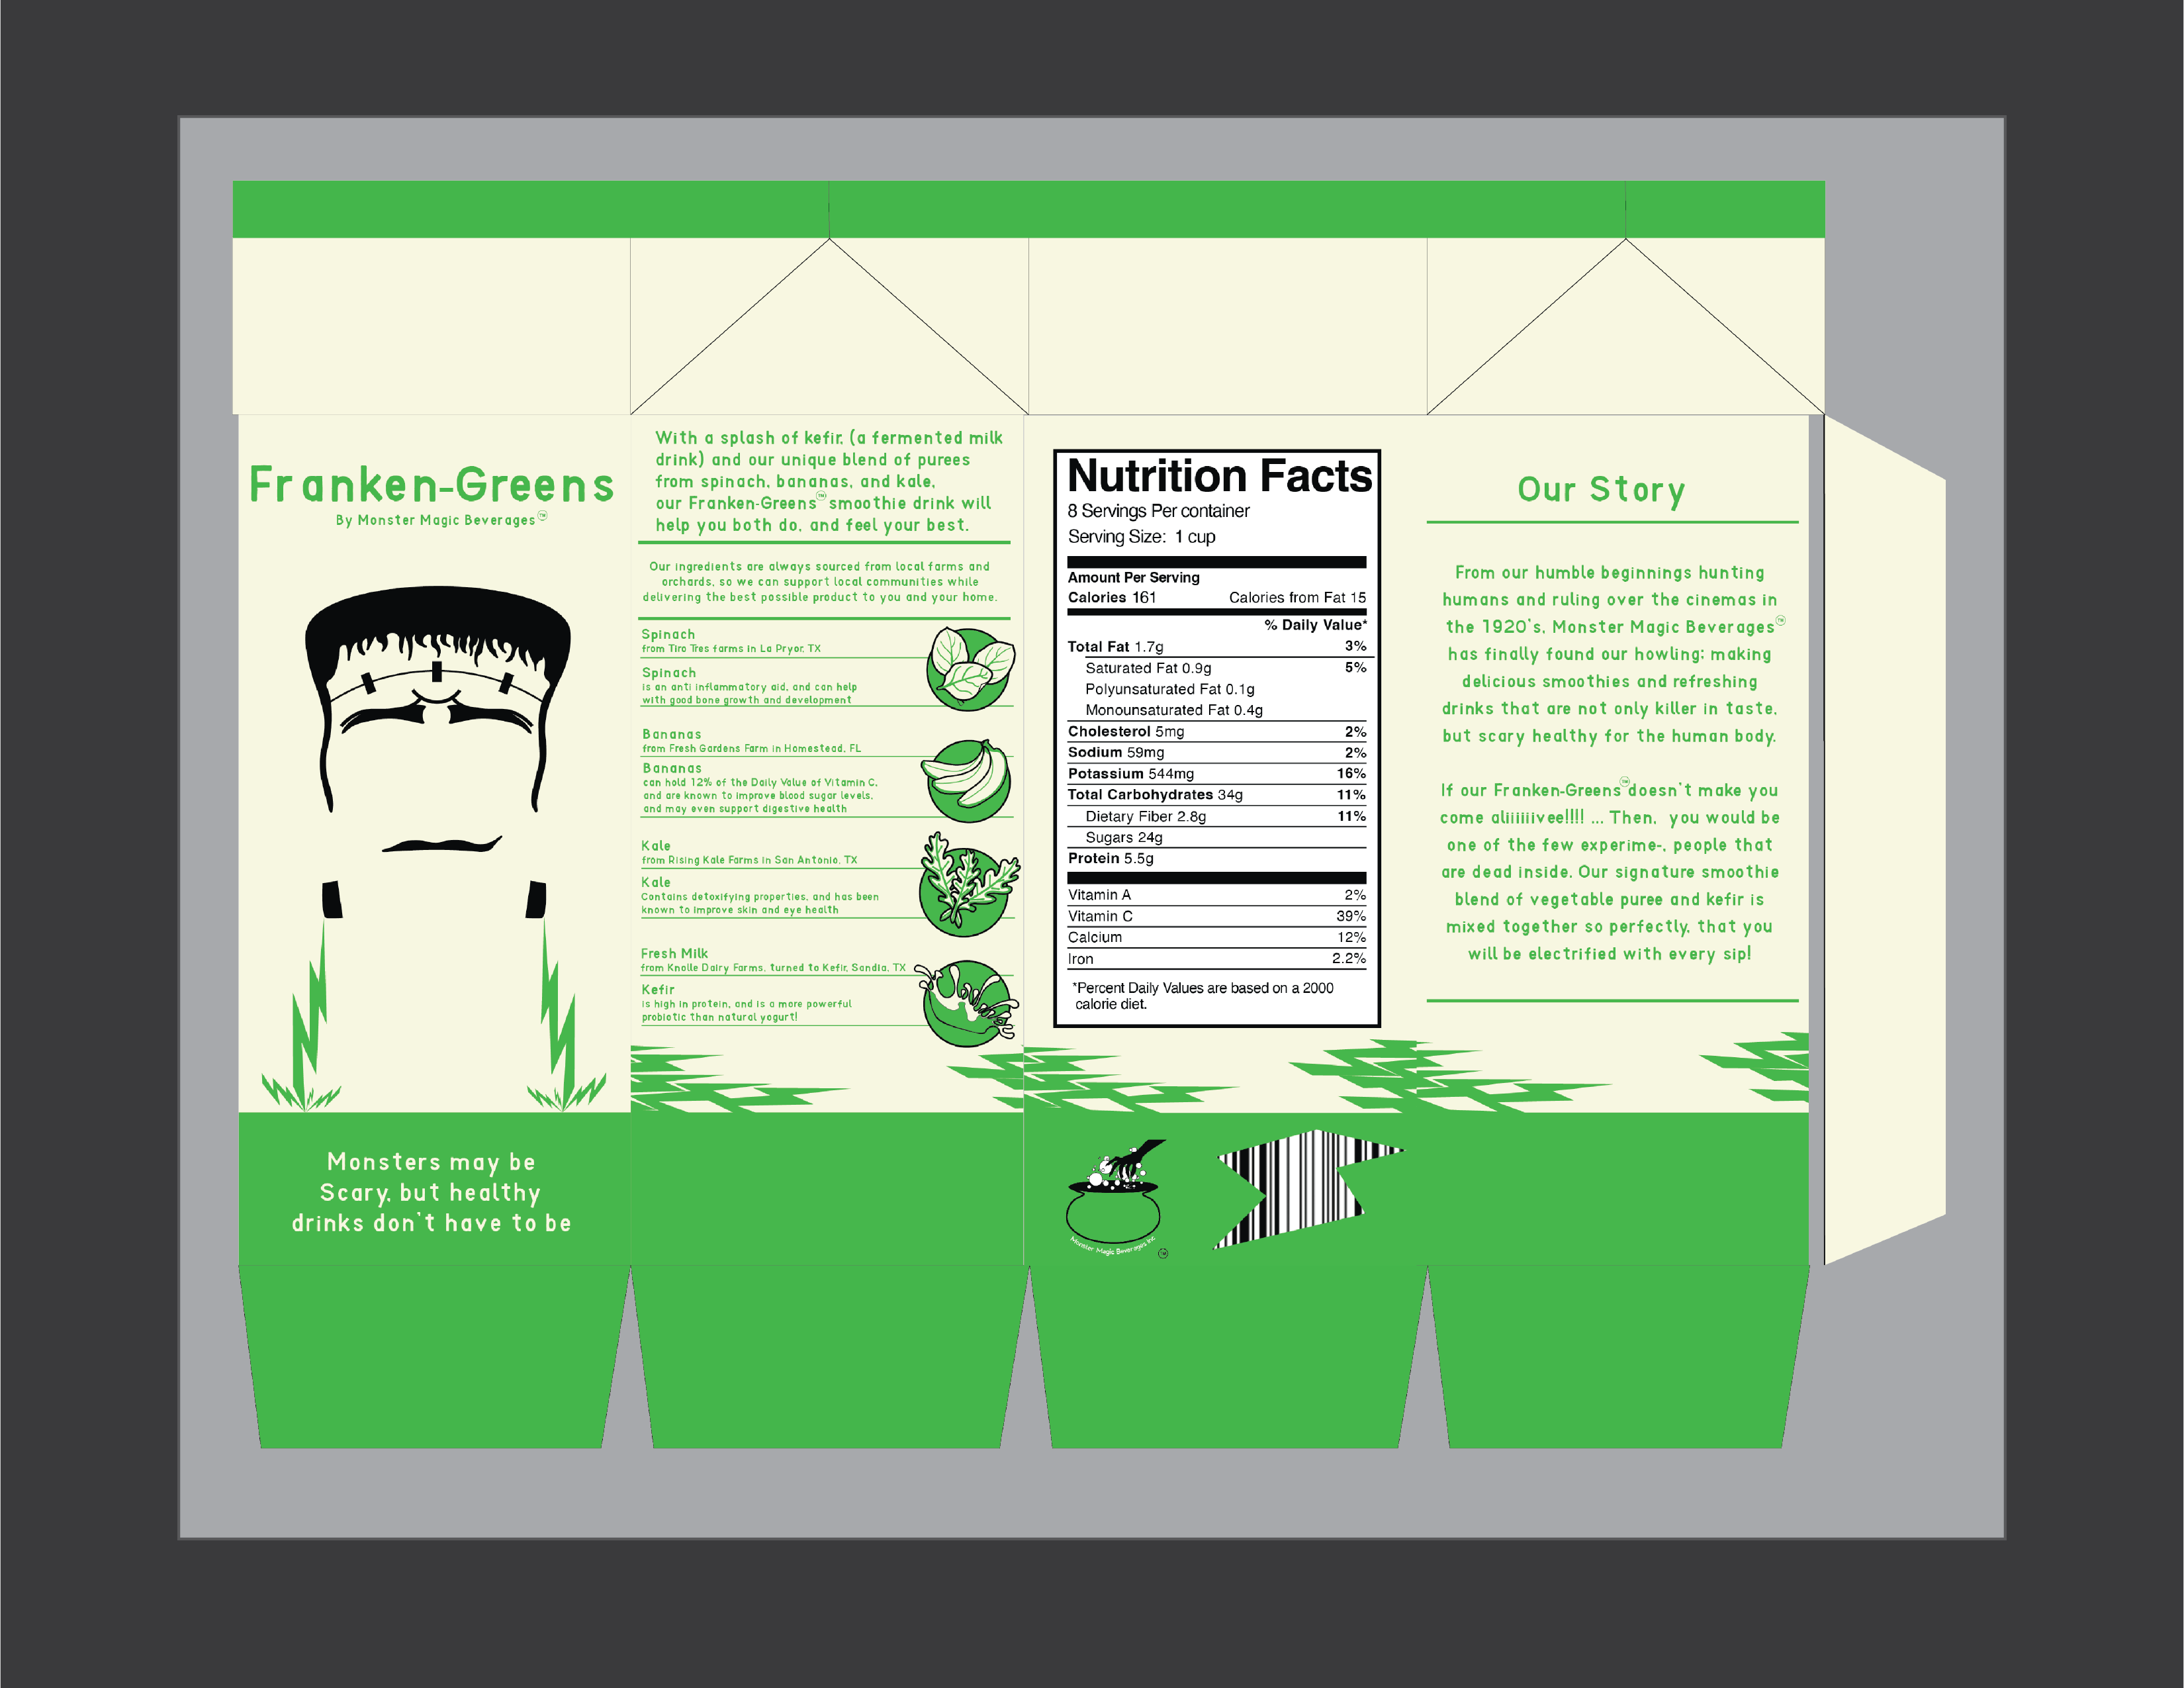 Franken-Greens
By Monster Magic Beverages™
Monsters may be
Scary, but healthy
drinks don't have to be
With a splash of kefir, (a fermented milk
drink) and our unique blend of purees
from spinach, bananas, and kale,
our Franken-Greens™ smoothie drink will
help you both do, and feel your best.
Our ingredients are always sourced from local farms and
orchards, so we can support local communities while
delivering the best possible product to you and your home.
Spinach
from Tiro Tres farms in La Pryor, TX
Spinach
is an anti inflammatory aid, and can help
with good bone growth and development
Bananas
from Fresh Gardens Farm in Homestead, FL
Bananas
can hold 12% of the Daily Value of Vitamin C,
and are known to improve blood sugar levels,
and may even support digestive health
Kale
from Rising Kale Farms in San Antonio, TX
Kale
Contains detoxifying properties, and has been
known to improve skin and eye health
Fresh Milk
from Knolle Dairy Farms, turned to Kefir, Sandia, TX
Kefir
is high in protein, and is a more powerful
probiotic than natural yogurt!
Nutrition Facts
8 Servings Per container
Serving Size: 1 cup
Amount Per Serving
Calories 161 Calories from Fat 15
% Daily Value*
Total Fat 1.7g 3%
Saturated Fat 0.9g 5%
Polyunsaturated Fat 0.1g
Monounsaturated Fat 0.4g
Cholesterol 5mg 2%
Sodium 59mg 2%
Potassium 544mg 16%
Total Carbohydrates 34g 11%
Dietary Fiber 2.8g 11%
Sugars 24g
Protein 5.5g
Vitamin A 2%
Vitamin C 39%
Calcium 12%
Iron 2.2%
*Percent Daily Values are based on a 2000
calorie diet.
Monster Magic Beverages Inc
™
Our Story
From our humble beginnings hunting
humans and ruling over the cinemas in
the 1920's, Monster Magic Beverages™
has finally found our howling; making
delicious smoothies and refreshing
drinks that are not only killer in taste,
but scary healthy for the human body.
If our Franken-Greens™ doesn't make you
come aliiiiiivee!!!! ... Then, you would be
one of the few experime-, people that
are dead inside. Our signature smoothie
blend of vegetable puree and kefir is
mixed together so perfectly, that you
will be electrified with every sip!